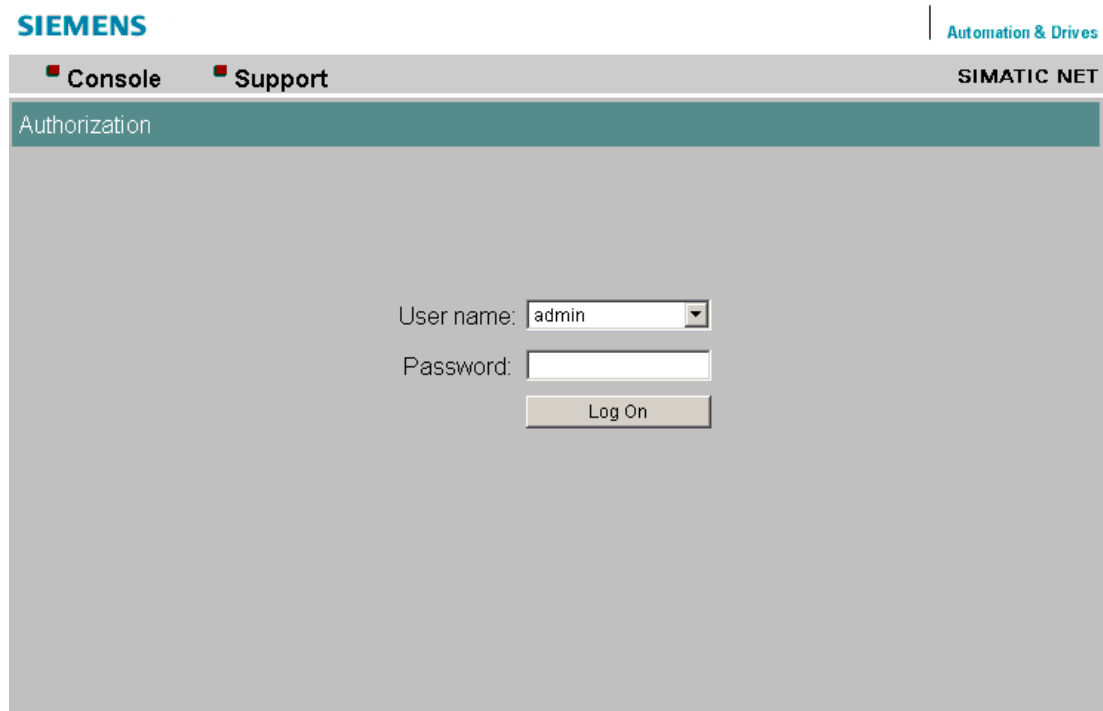 SIEMENS
Automation & Drives
Console Support SIMATIC NET
Authorization
User name: admin
Password:
Log On